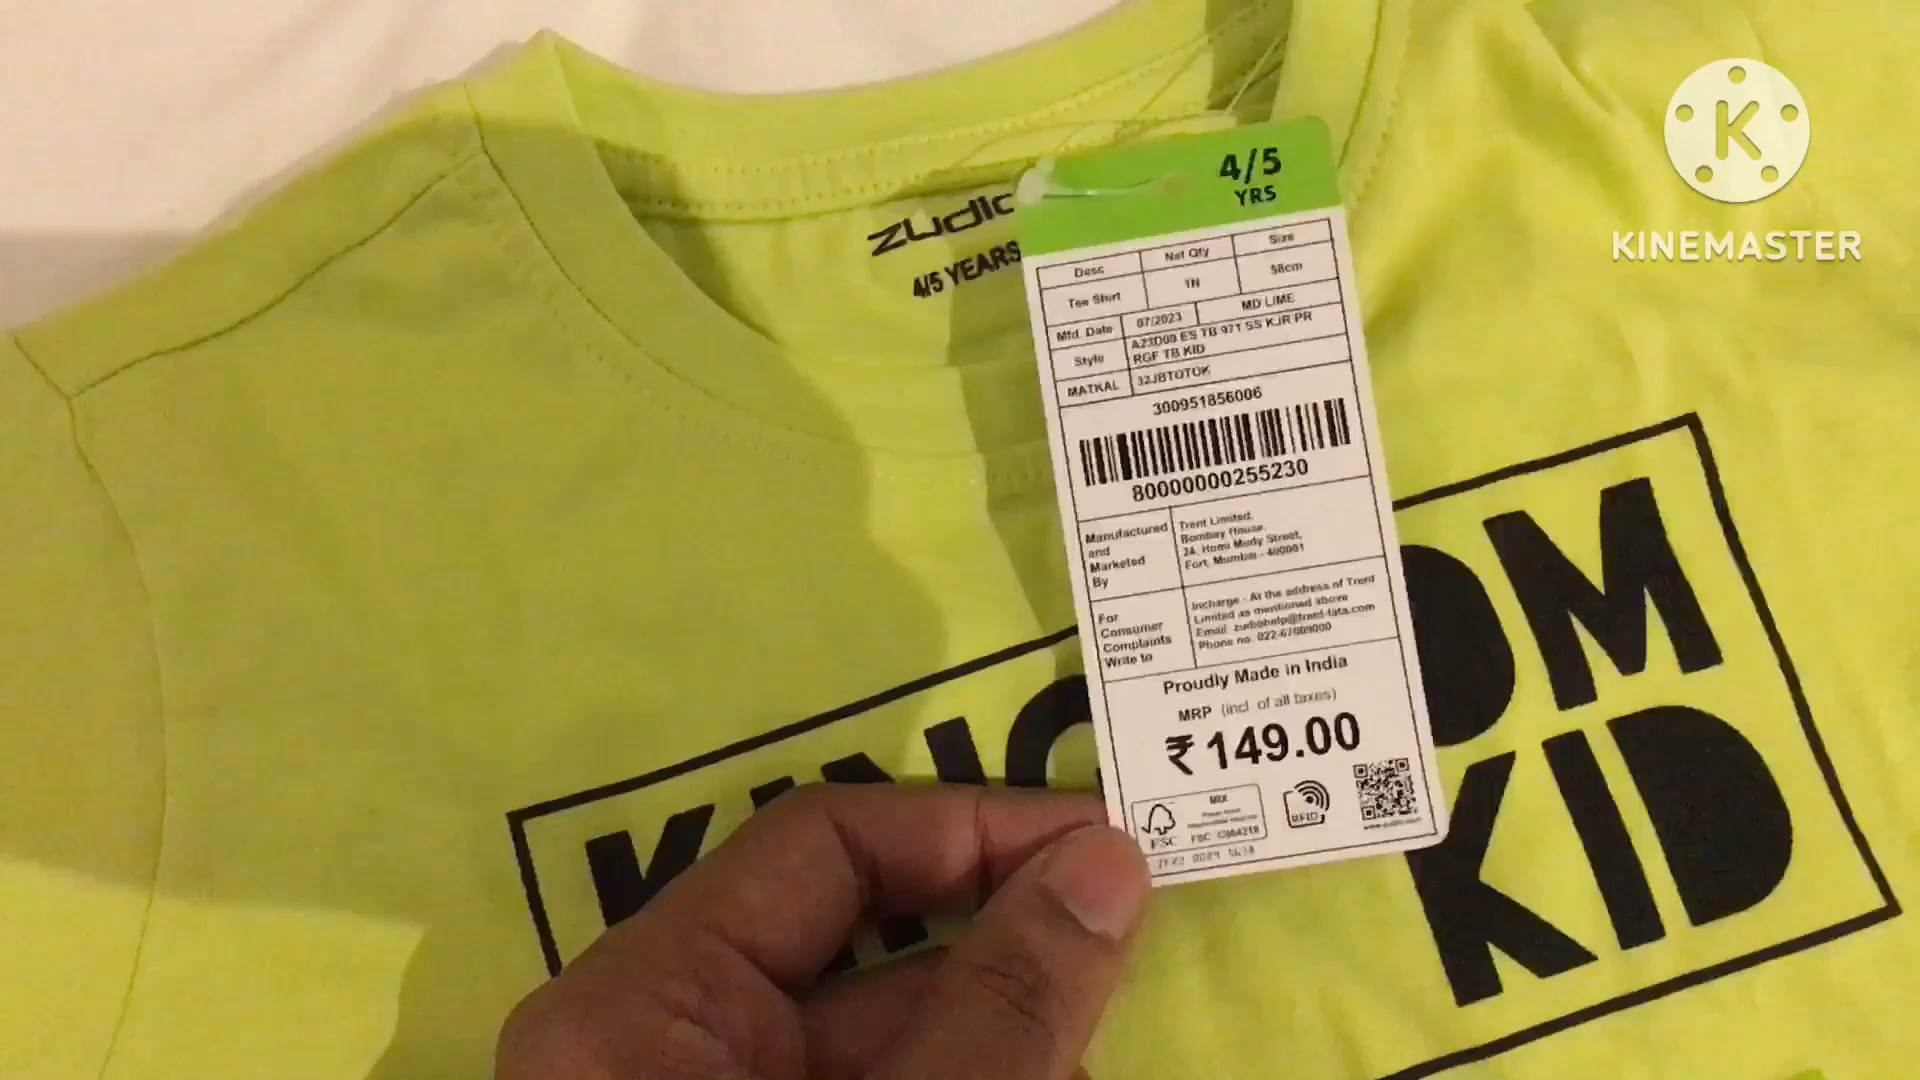 KINEMASTER
zudio
4/5 YEARS
4/5
YRS
Desc Net Qty Size
Tee Shirt 1N 58cm
Mfd. Date 07/2023 MD LIME
Style A23D09 ES TB 971 SS KJR PR
RGF TB KID
MATKAL 32JBTOTOK
300951856006
80000000255230
Manufactured
and
Marketed
By
Trent Limited,
Bombay House,
24, Homi Mody Street,
Fort, Mumbai - 400001
For
Consumer
Complaints
Write to
Incharge - At the address of Trent
Limited as mentioned above
Email: zudiohelp@trent-tata.com
Phone no. 022-67009000
Proudly Made in India
MRP (incl. of all taxes)
₹ 149.00
MIX
FSC
RFID
www.zudio.com
OM
KID